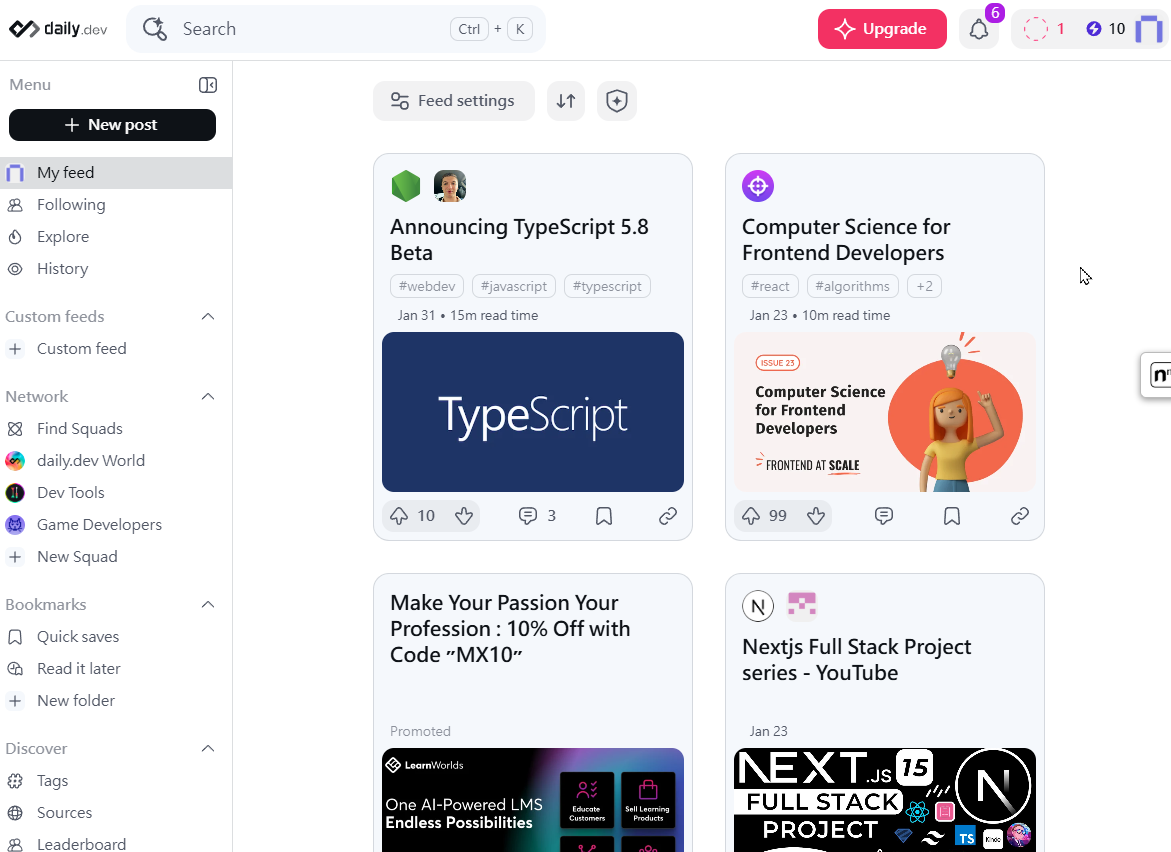 daily.dev
Search
Ctrl + K
Upgrade
6
1
10
Menu
New post
My feed
Following
Explore
History
Custom feeds
Custom feed
Network
Find Squads
daily.dev World
Dev Tools
Game Developers
New Squad
Bookmarks
Quick saves
Read it later
New folder
Discover
Tags
Sources
Leaderboard
Feed settings
Announcing TypeScript 5.8
Beta
#webdev #javascript #typescript
Jan 31 • 15m read time
TypeScript
10
3
Computer Science for
Frontend Developers
#react #algorithms +2
Jan 23 • 10m read time
ISSUE 23
Computer Science
for Frontend
Developers
FRONTEND AT SCALE
99
Make Your Passion Your
Profession : 10% Off with
Code ״MX10״
Promoted
LearnWorlds
One AI-Powered LMS
Endless Possibilities
Educate
Customers
Sell Learning
Products
N
Nextjs Full Stack Project
series - YouTube
Jan 23
NEXT.JS 15
FULL STACK
PROJECT
N
TS
Kinde